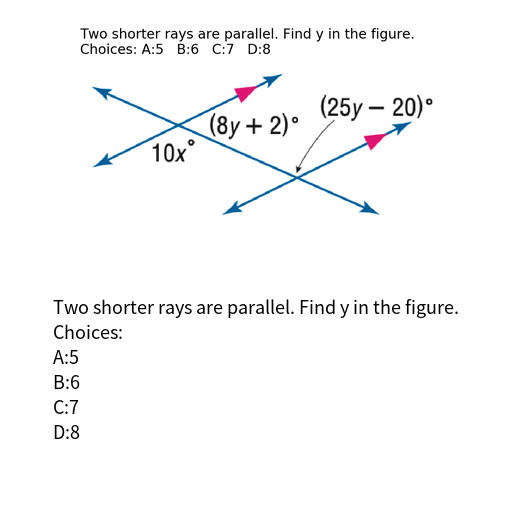 Two shorter rays are parallel. Find y in the figure.
Choices: A:5   B:6   C:7   D:8
(25y – 20)°
(8y + 2)°
10x°
Two shorter rays are parallel. Find y in the figure.
Choices:
A:5
B:6
C:7
D:8